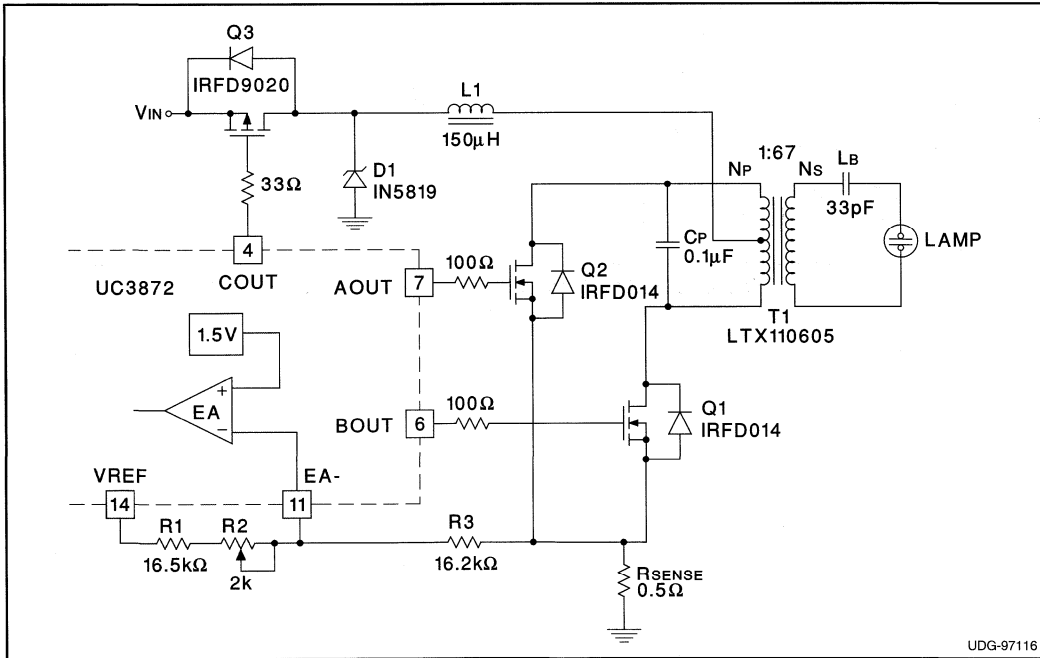 Q3
IRFD9020
VIN
L1
150µH
33Ω
D1
IN5819
1:67
NP
NS
LB
33pF
LAMP
CP
0.1µF
T1
LTX110605
4
COUT
UC3872
7
AOUT
100Ω
Q2
IRFD014
1.5V
EA
+
–
6
BOUT
100Ω
Q1
IRFD014
VREF
14
EA-
11
R1
16.5kΩ
R2
2k
R3
16.2kΩ
RSENSE
0.5Ω
UDG-97116